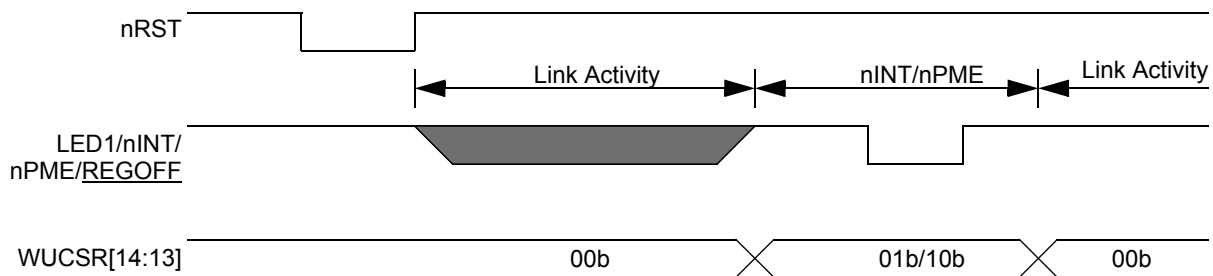 nRST
Link Activity
nINT/nPME
Link Activity
LED1/nINT/
nPME/REGOFF
WUCSR[14:13]
00b
01b/10b
00b